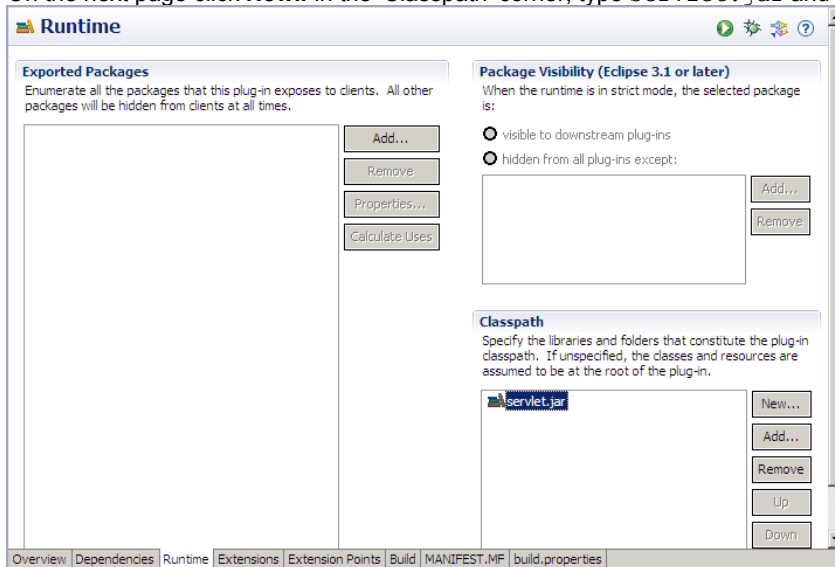 Runtime
Exported Packages
Enumerate all the packages that this plug-in exposes to clients. All other
packages will be hidden from clients at all times.
Add...
Remove
Properties...
Calculate Uses
Package Visibility (Eclipse 3.1 or later)
When the runtime is in strict mode, the selected package
is:
visible to downstream plug-ins
hidden from all plug-ins except:
Add...
Remove
Classpath
Specify the libraries and folders that constitute the plug-in
classpath. If unspecified, the classes and resources are
assumed to be at the root of the plug-in.
servlet.jar
New...
Add...
Remove
Up
Down
Overview Dependencies Runtime Extensions Extension Points Build MANIFEST.MF build.properties